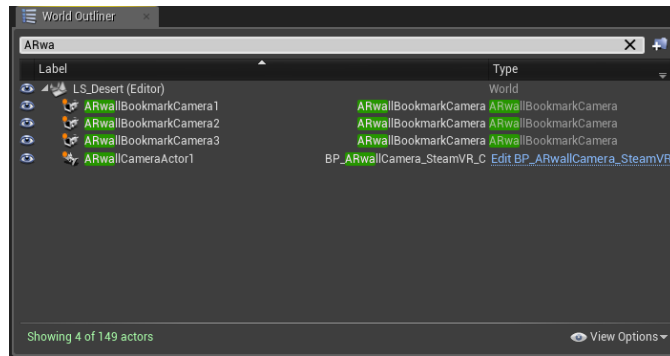 World Outliner
ARwa
Label Type
LS_Desert (Editor) World
ARwallBookmarkCamera1 ARwallBookmarkCamera ARwallBookmarkCamera
ARwallBookmarkCamera2 ARwallBookmarkCamera ARwallBookmarkCamera
ARwallBookmarkCamera3 ARwallBookmarkCamera ARwallBookmarkCamera
ARwallCameraActor1 BP_ARwallCamera_SteamVR_C Edit BP_ARwallCamera_SteamVR
Showing 4 of 149 actors View Options